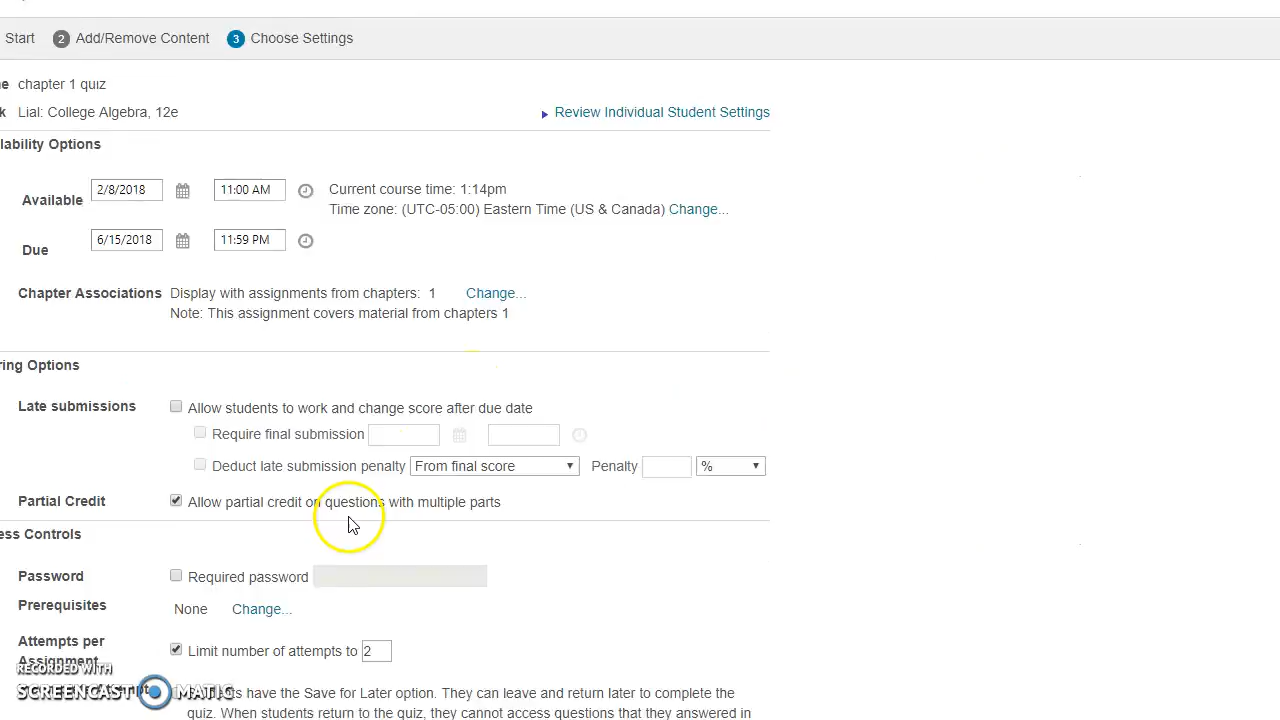 Start 2 Add/Remove Content 3 Choose Settings
chapter 1 quiz
Lial: College Algebra, 12e
Review Individual Student Settings
lability Options
Available 2/8/2018 11:00 AM Current course time: 1:14pm
Time zone: (UTC-05:00) Eastern Time (US & Canada) Change...
Due 6/15/2018 11:59 PM
Chapter Associations Display with assignments from chapters: 1 Change...
Note: This assignment covers material from chapters 1
ring Options
Late submissions Allow students to work and change score after due date
Require final submission
Deduct late submission penalty From final score Penalty %
Partial Credit Allow partial credit on questions with multiple parts
ess Controls
Password Required password
Prerequisites None Change...
Attempts per Assignment Limit number of attempts to 2
RECORDED WITH
SCREENCAST MATIC
have the Save for Later option. They can leave and return later to complete the
quiz. When students return to the quiz, they cannot access questions that they answered in